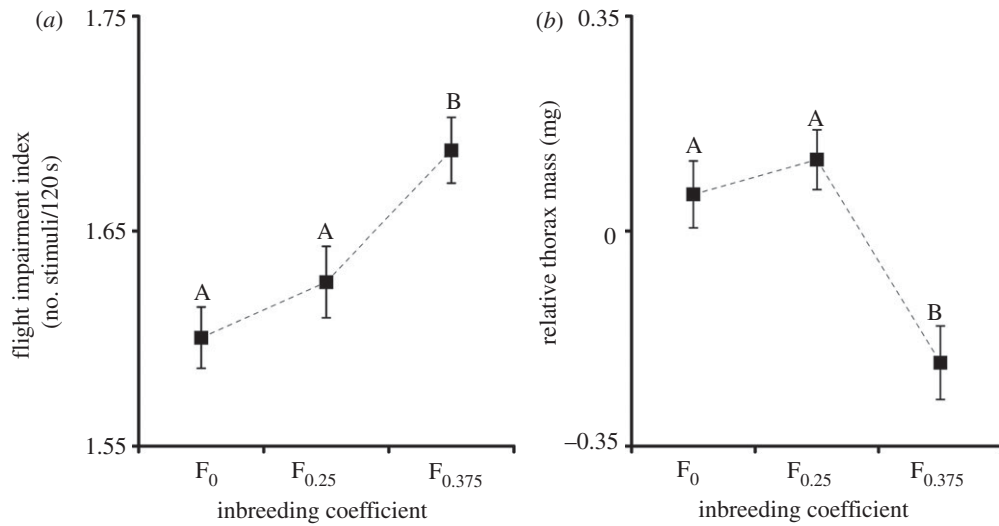 (a)
1.75
1.65
1.55
flight impairment index
(no. stimuli/120 s)
A
A
B
F0
F0.25
F0.375
inbreeding coefficient
(b)
0.35
0
–0.35
relative thorax mass (mg)
A
A
B
F0
F0.25
F0.375
inbreeding coefficient